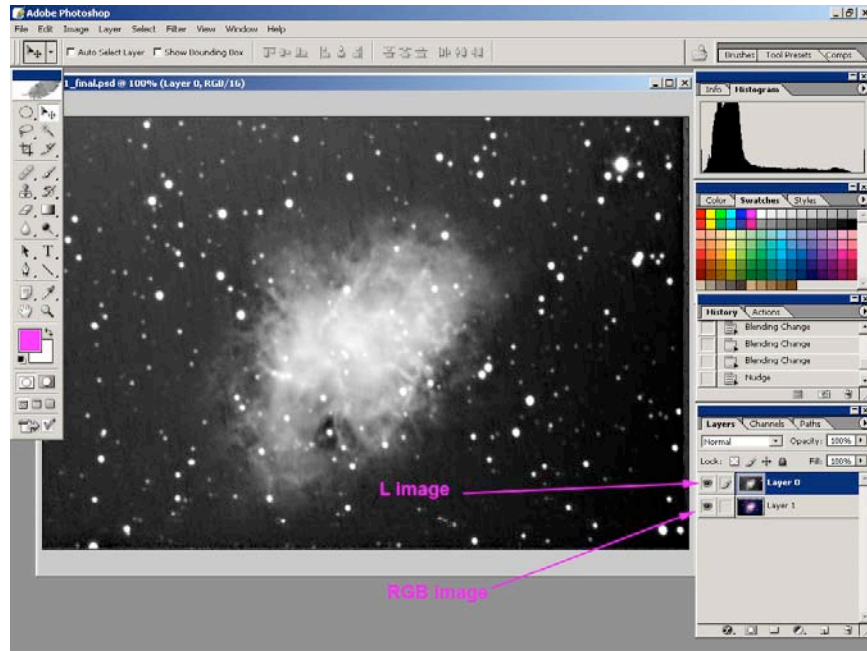 Adobe Photoshop
File Edit Image Layer Select Filter View Window Help
Auto Select Layer Show Bounding Box
Brushes Tool Presets Comps
1_final.psd @ 100% (Layer 0, RGB/16)
Info Histogram
Color Swatches Styles
History Actions
Blending Change
Blending Change
Blending Change
Nudge
Layers Channels Paths
Normal Opacity: 100%
Lock: Fill: 100%
Layer 0
Layer 1
L image
RGB image